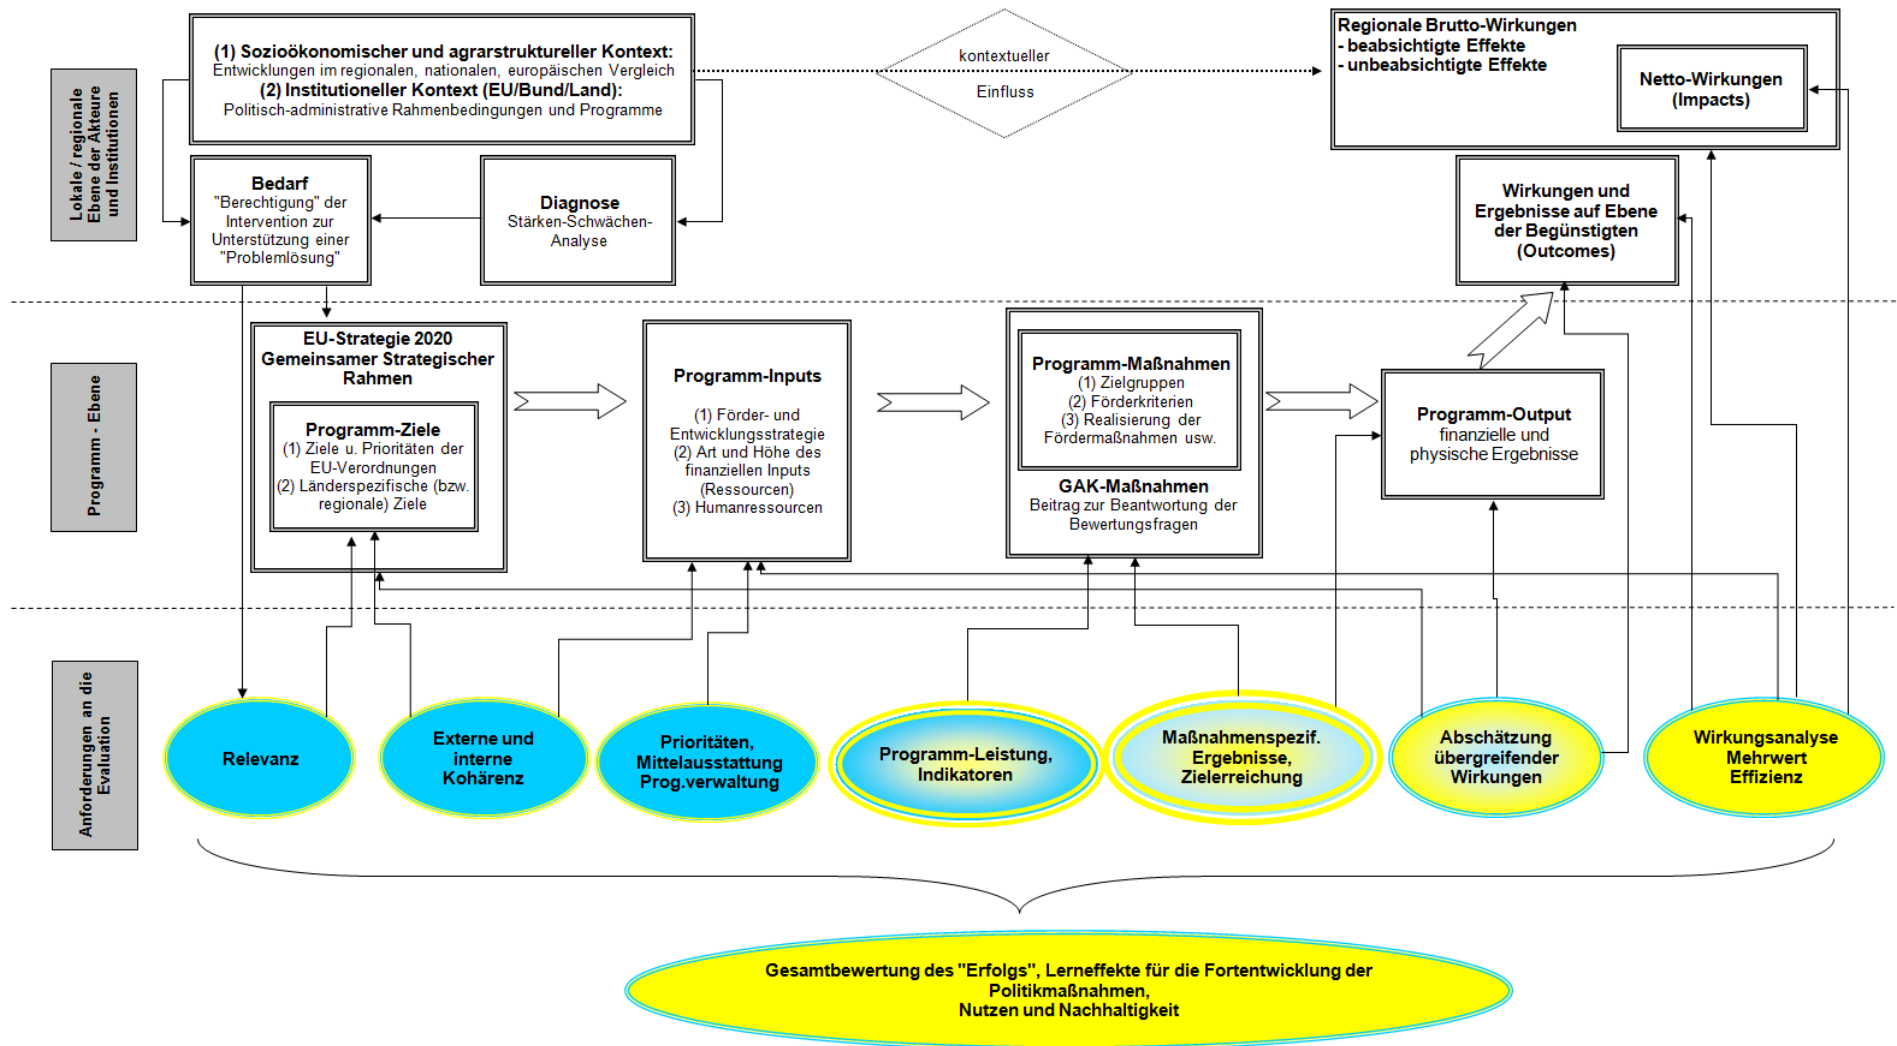 Lokale / regionale
Ebene der Akteure
und Institutionen
(1) Sozioökonomischer und agrarstruktureller Kontext:
Entwicklungen im regionalen, nationalen, europäischen Vergleich
(2) Institutioneller Kontext (EU/Bund/Land):
Politisch-administrative Rahmenbedingungen und Programme
kontextueller
Einfluss
Regionale Brutto-Wirkungen
- beabsichtigte Effekte
- unbeabsichtigte Effekte
Netto-Wirkungen
(Impacts)
Bedarf
"Berechtigung" der
Intervention zur
Unterstützung einer
"Problemlösung"
Diagnose
Stärken-Schwächen-
Analyse
Wirkungen und
Ergebnisse auf Ebene
der Begünstigten
(Outcomes)
Programm - Ebene
EU-Strategie 2020
Gemeinsamer Strategischer
Rahmen
Programm-Ziele
(1) Ziele u. Prioritäten der
EU-Verordnungen
(2) Länderspezifische (bzw.
regionale) Ziele
Programm-Inputs
(1) Förder- und
Entwicklungsstrategie
(2) Art und Höhe des
finanziellen Inputs
(Ressourcen)
(3) Humanressourcen
Programm-Maßnahmen
(1) Zielgruppen
(2) Förderkriterien
(3) Realisierung der
Fördermaßnahmen usw.
GAK-Maßnahmen
Beitrag zur Beantwortung der
Bewertungsfragen
Programm-Output
finanzielle und
physische Ergebnisse
Anforderungen an die
Evaluation
Relevanz
Externe und
interne
Kohärenz
Prioritäten,
Mittelausstattung
Prog.verwaltung
Programm-Leistung,
Indikatoren
Maßnahmenspezif.
Ergebnisse,
Zielerreichung
Abschätzung
übergreifender
Wirkungen
Wirkungsanalyse
Mehrwert
Effizienz
Gesamtbewertung des "Erfolgs", Lerneffekte für die Fortentwicklung der
Politikmaßnahmen,
Nutzen und Nachhaltigkeit